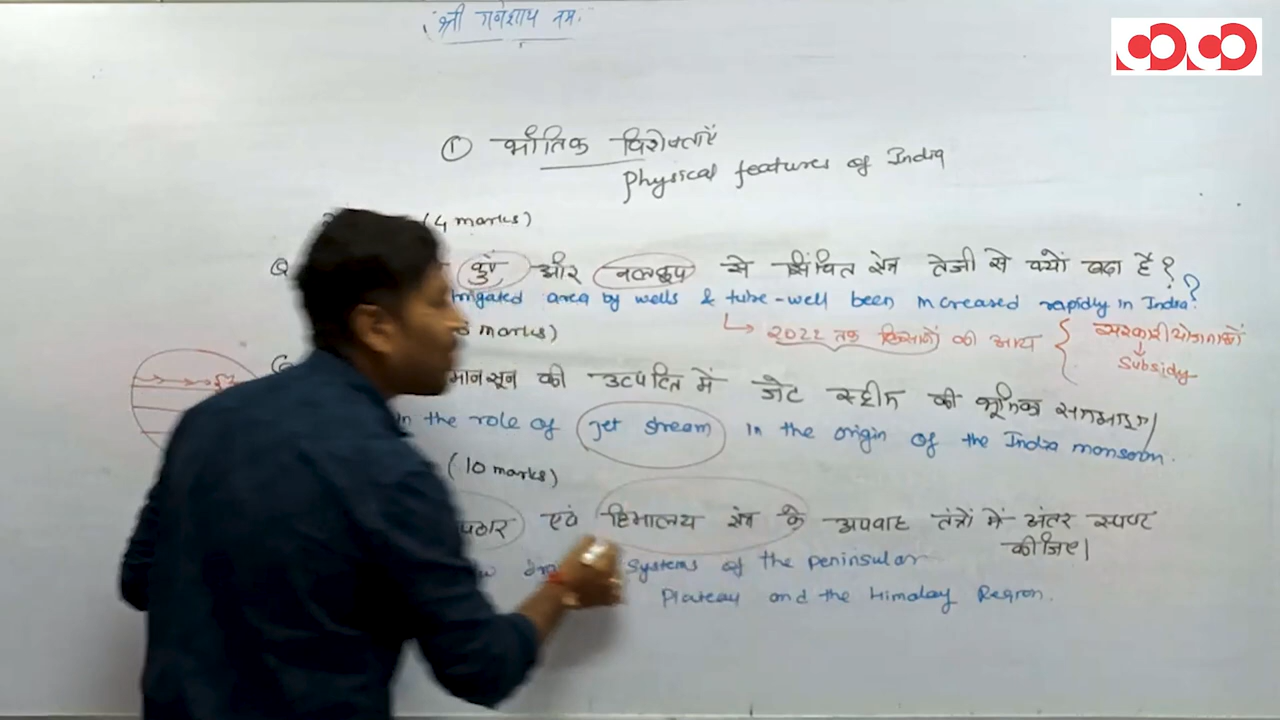 श्री गणेशाय नमः
① भौतिक विशेषताएँ
Physical features of India
(4 marks)
Q
कुएँ और नलकूप से सिंचित क्षेत्र तेजी से क्यों बढ़ा है?
irrigated area by wells & tube-well been increased rapidly in India?
marks)
2022 तक किसानों की आय { सरकारी योजनाओं
Subsidy
मानसून की उत्पत्ति में जेट स्ट्रीम की भूमिका समझाइए।
in the role of jet stream in the origin of the India monsoon.
(10 marks)
पठार एवं हिमालय क्षेत्र के अपवाह तंत्रों में अंतर स्पष्ट
कीजिए।
systems of the peninsular
Plateau and the Himalay Region.